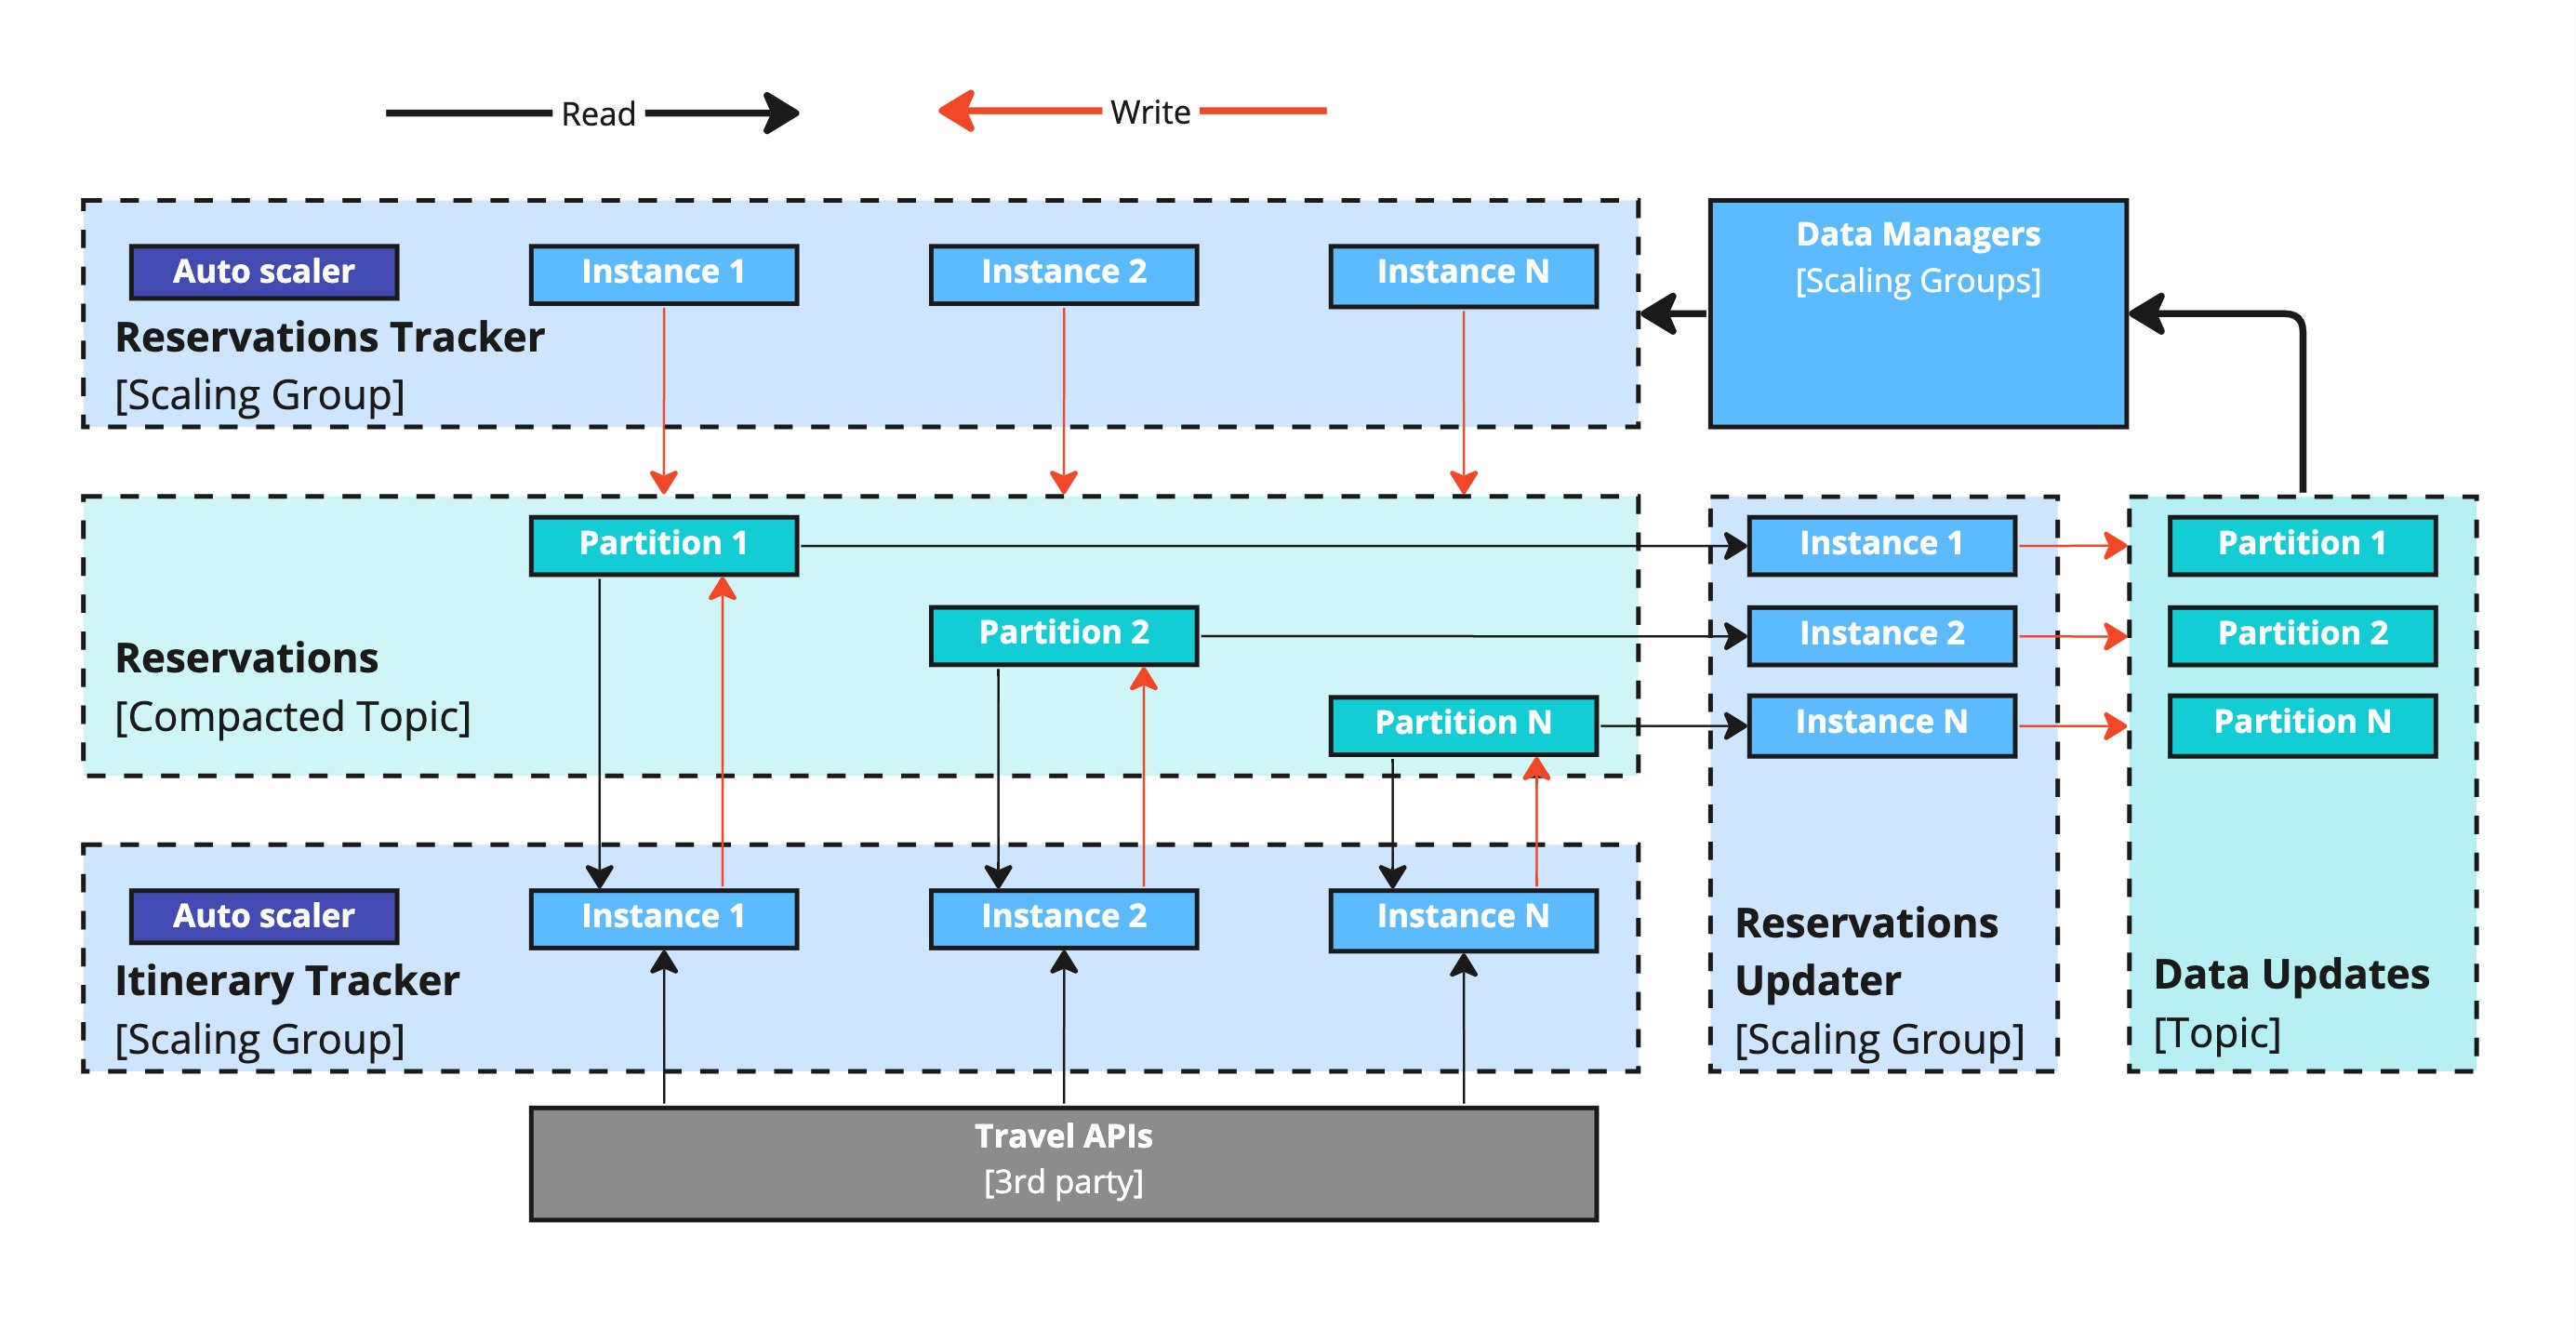 Read
Write
Auto scaler
Instance 1
Instance 2
Instance N
Reservations Tracker
[Scaling Group]
Data Managers
[Scaling Groups]
Partition 1
Partition 2
Partition N
Reservations
[Compacted Topic]
Instance 1
Instance 2
Instance N
Reservations
Updater
[Scaling Group]
Partition 1
Partition 2
Partition N
Data Updates
[Topic]
Auto scaler
Instance 1
Instance 2
Instance N
Itinerary Tracker
[Scaling Group]
Travel APIs
[3rd party]